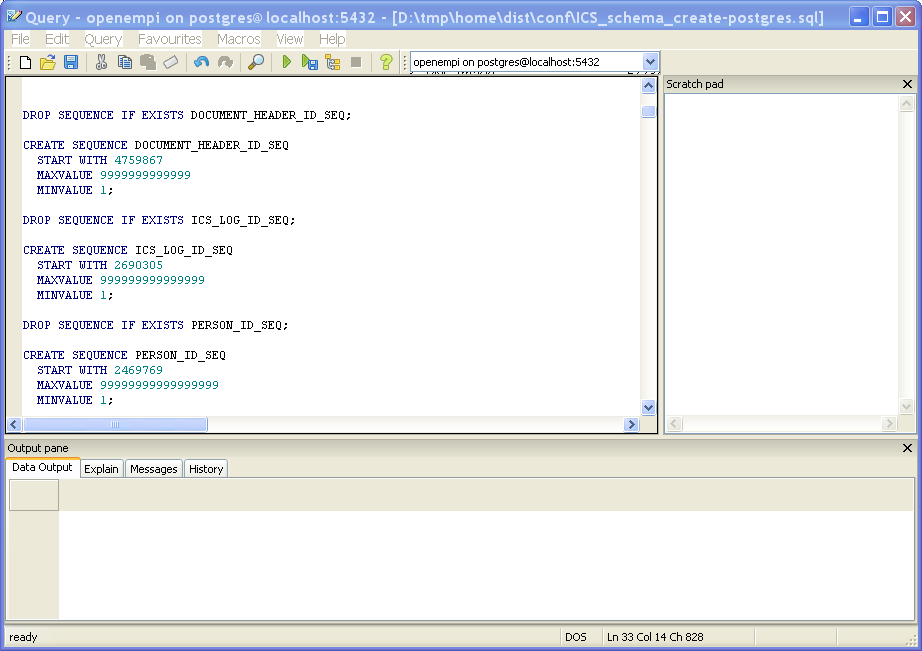 Query - openempi on postgres@localhost:5432 - [D:\tmp\home\dist\conf\ICS_schema_create-postgres.sql]
File Edit Query Favourites Macros View Help
openempi on postgres@localhost:5432
Scratch pad
DROP SEQUENCE IF EXISTS DOCUMENT_HEADER_ID_SEQ;
CREATE SEQUENCE DOCUMENT_HEADER_ID_SEQ
START WITH 4759867
MAXVALUE 9999999999999
MINVALUE 1;
DROP SEQUENCE IF EXISTS ICS_LOG_ID_SEQ;
CREATE SEQUENCE ICS_LOG_ID_SEQ
START WITH 2690305
MAXVALUE 999999999999999
MINVALUE 1;
DROP SEQUENCE IF EXISTS PERSON_ID_SEQ;
CREATE SEQUENCE PERSON_ID_SEQ
START WITH 2469769
MAXVALUE 99999999999999999
MINVALUE 1;
Output pane
Data Output Explain Messages History
ready DOS Ln 33 Col 14 Ch 828